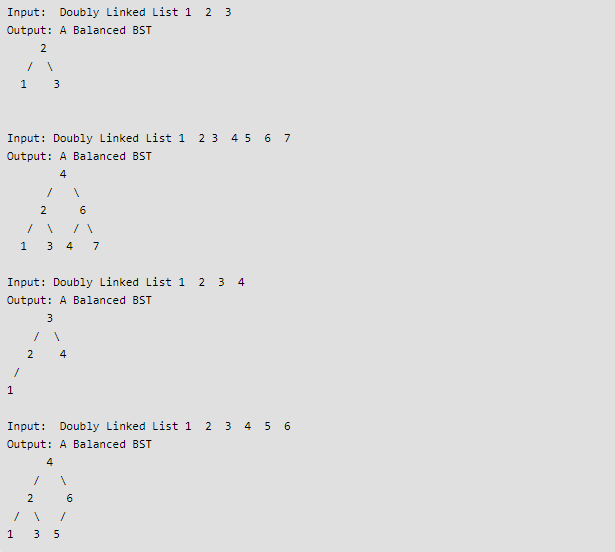 Input:  Doubly Linked List 1  2  3
Output: A Balanced BST
     2
   /  \
  1    3
Input: Doubly Linked List 1  2 3  4 5  6  7
Output: A Balanced BST
        4
      /   \
     2     6
   /  \   / \
  1   3  4   7
Input: Doubly Linked List 1  2  3  4
Output: A Balanced BST
      3
    /  \
   2    4
 /
1
Input:  Doubly Linked List 1  2  3  4  5  6
Output: A Balanced BST
      4
    /   \
   2     6
 /  \   /
1   3  5